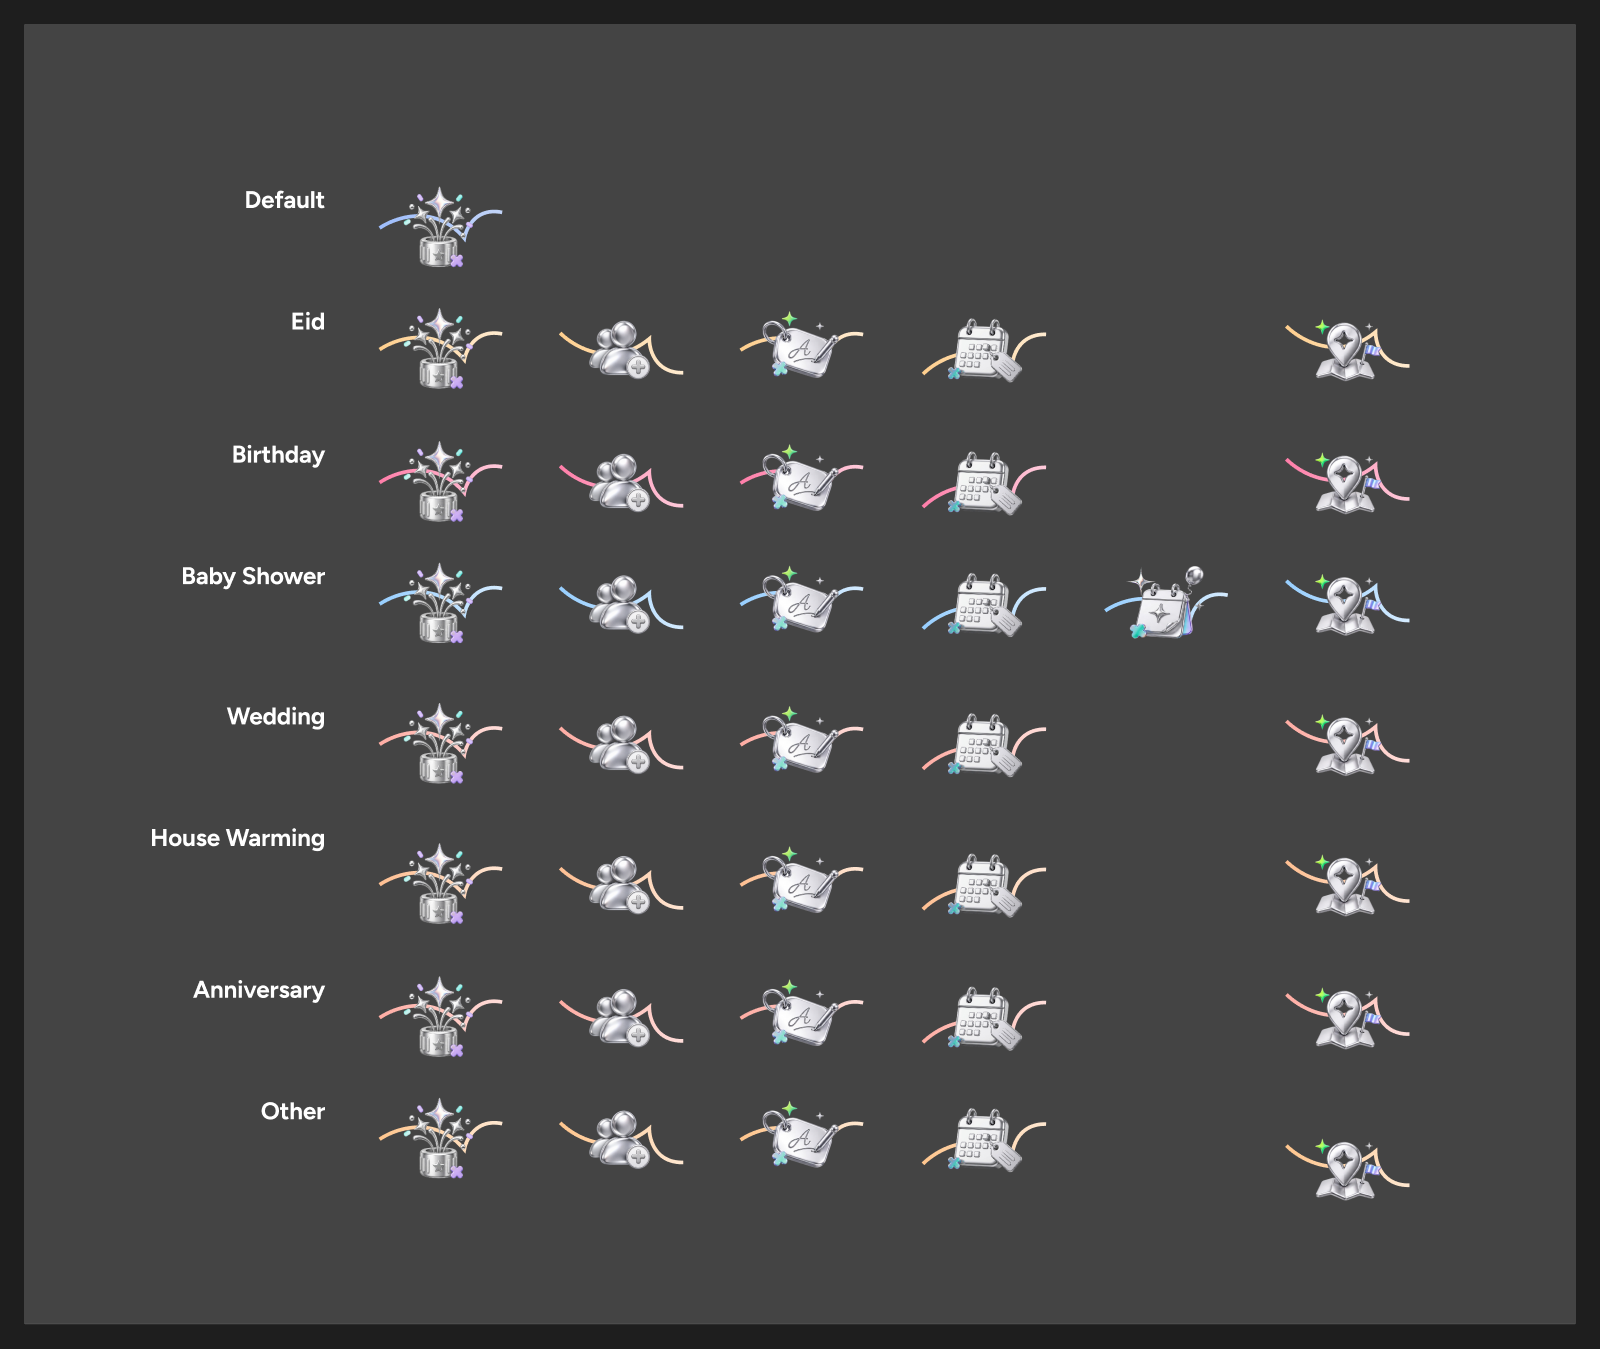 Default
Eid
A
Birthday
A
Baby Shower
A
Wedding
A
House Warming
A
Anniversary
A
Other
A